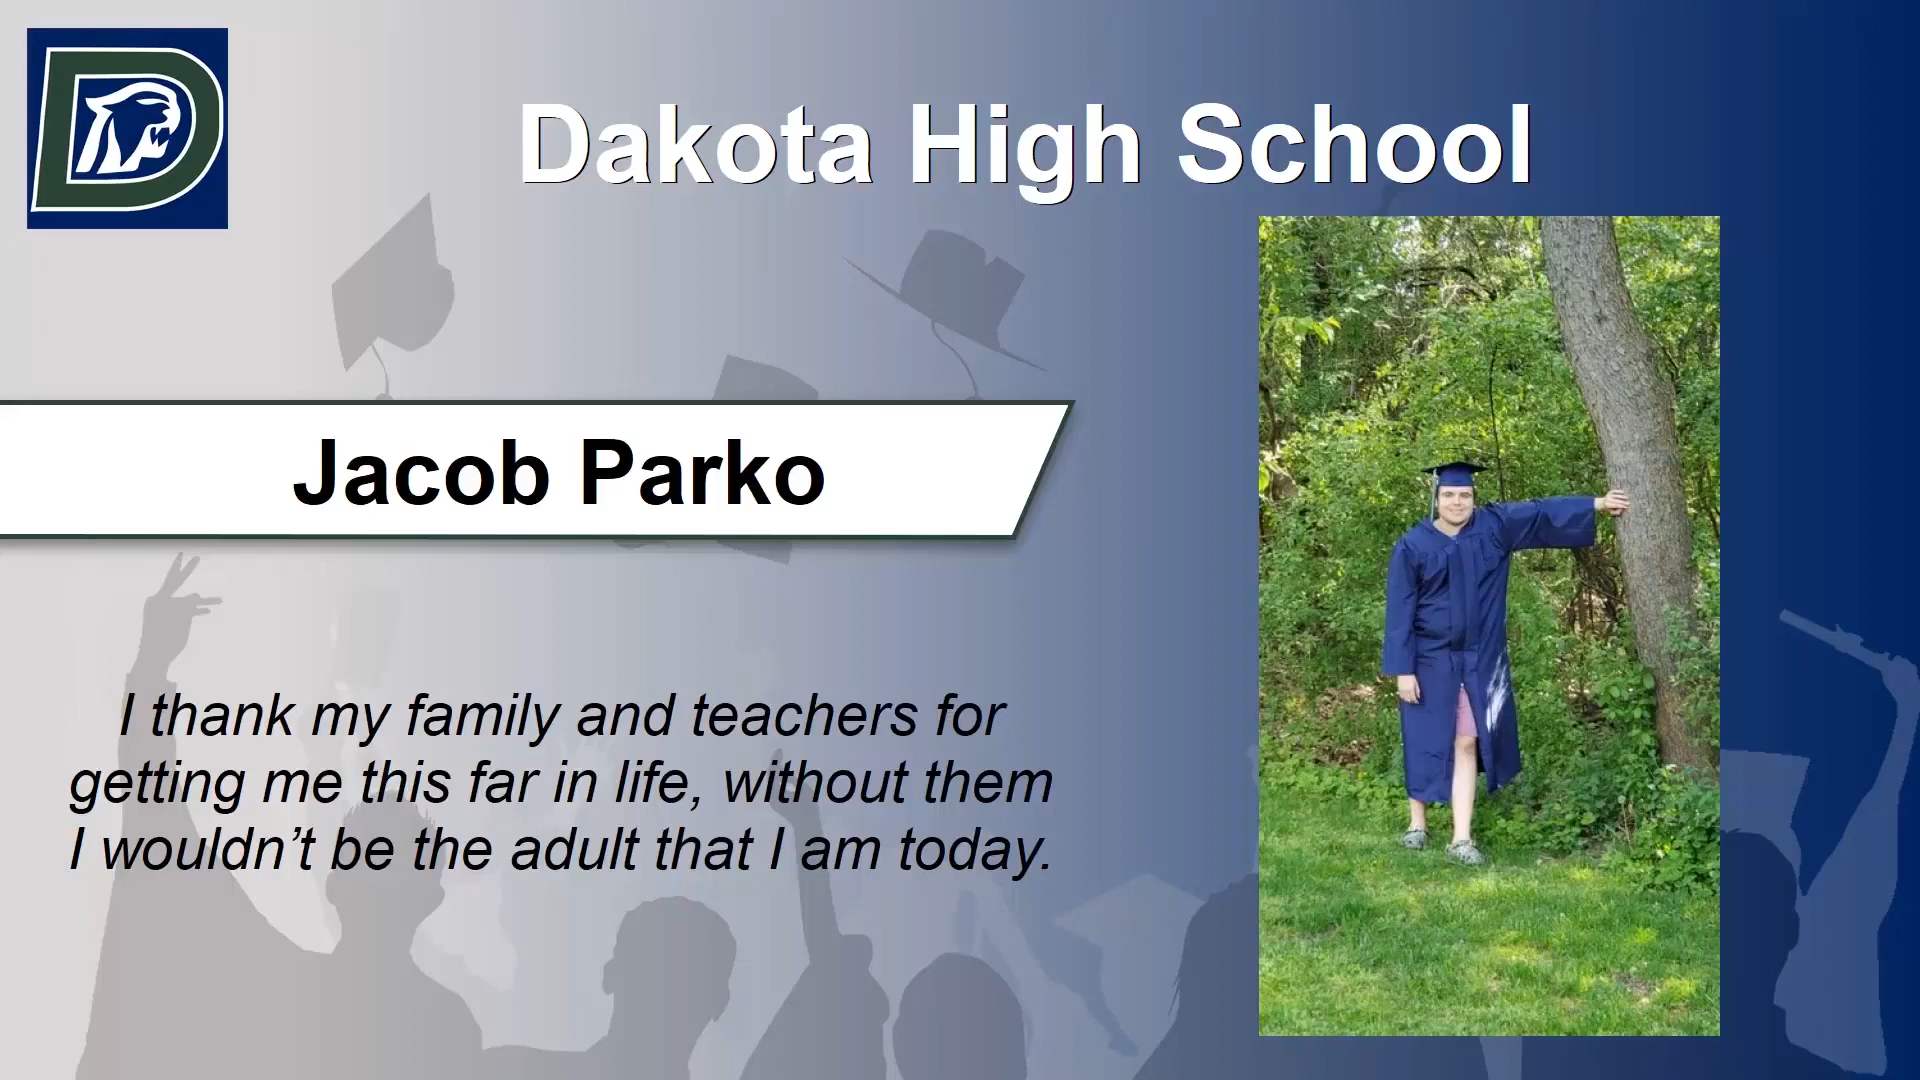 D
Dakota High School
Jacob Parko
I thank my family and teachers for
getting me this far in life, without them
I wouldn’t be the adult that I am today.